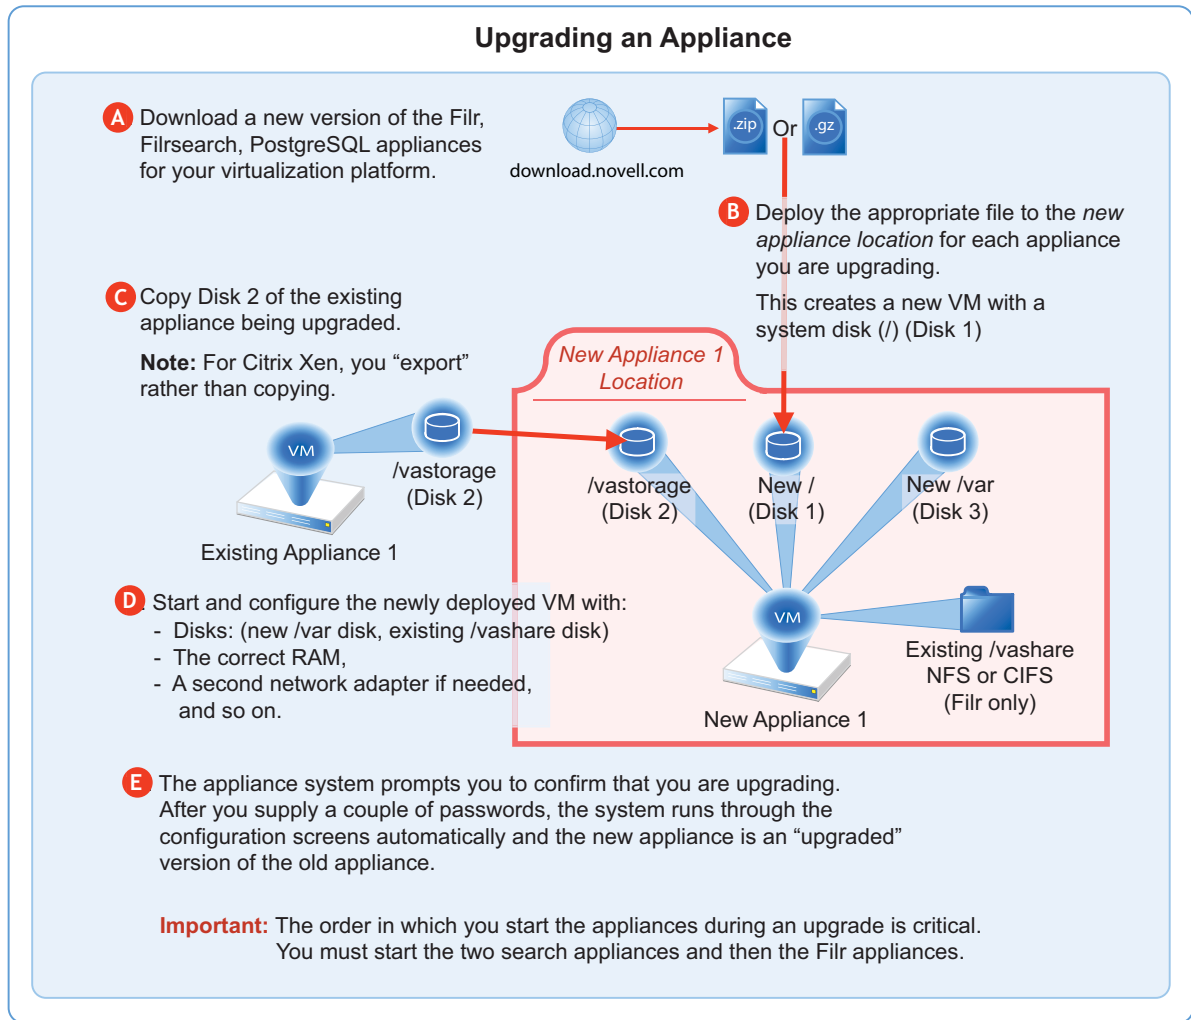 Upgrading an Appliance
A Download a new version of the Filr,
Filrsearch, PostgreSQL appliances
for your virtualization platform.
download.novell.com
.zip Or .gz
B Deploy the appropriate file to the new
appliance location for each appliance
you are upgrading.
This creates a new VM with a
system disk (/) (Disk 1)
C Copy Disk 2 of the existing
appliance being upgraded.
Note: For Citrix Xen, you “export”
rather than copying.
VM
/vastorage
(Disk 2)
Existing Appliance 1
New Appliance 1
Location
/vastorage
(Disk 2)
New /
(Disk 1)
New /var
(Disk 3)
VM
New Appliance 1
Existing /vashare
NFS or CIFS
(Filr only)
D. Start and configure the newly deployed VM with:
- Disks: (new /var disk, existing /vashare disk)
- The correct RAM,
- A second network adapter if needed,
and so on.
E The appliance system prompts you to confirm that you are upgrading.
After you supply a couple of passwords, the system runs through the
configuration screens automatically and the new appliance is an “upgraded”
version of the old appliance.
Important: The order in which you start the appliances during an upgrade is critical.
You must start the two search appliances and then the Filr appliances.